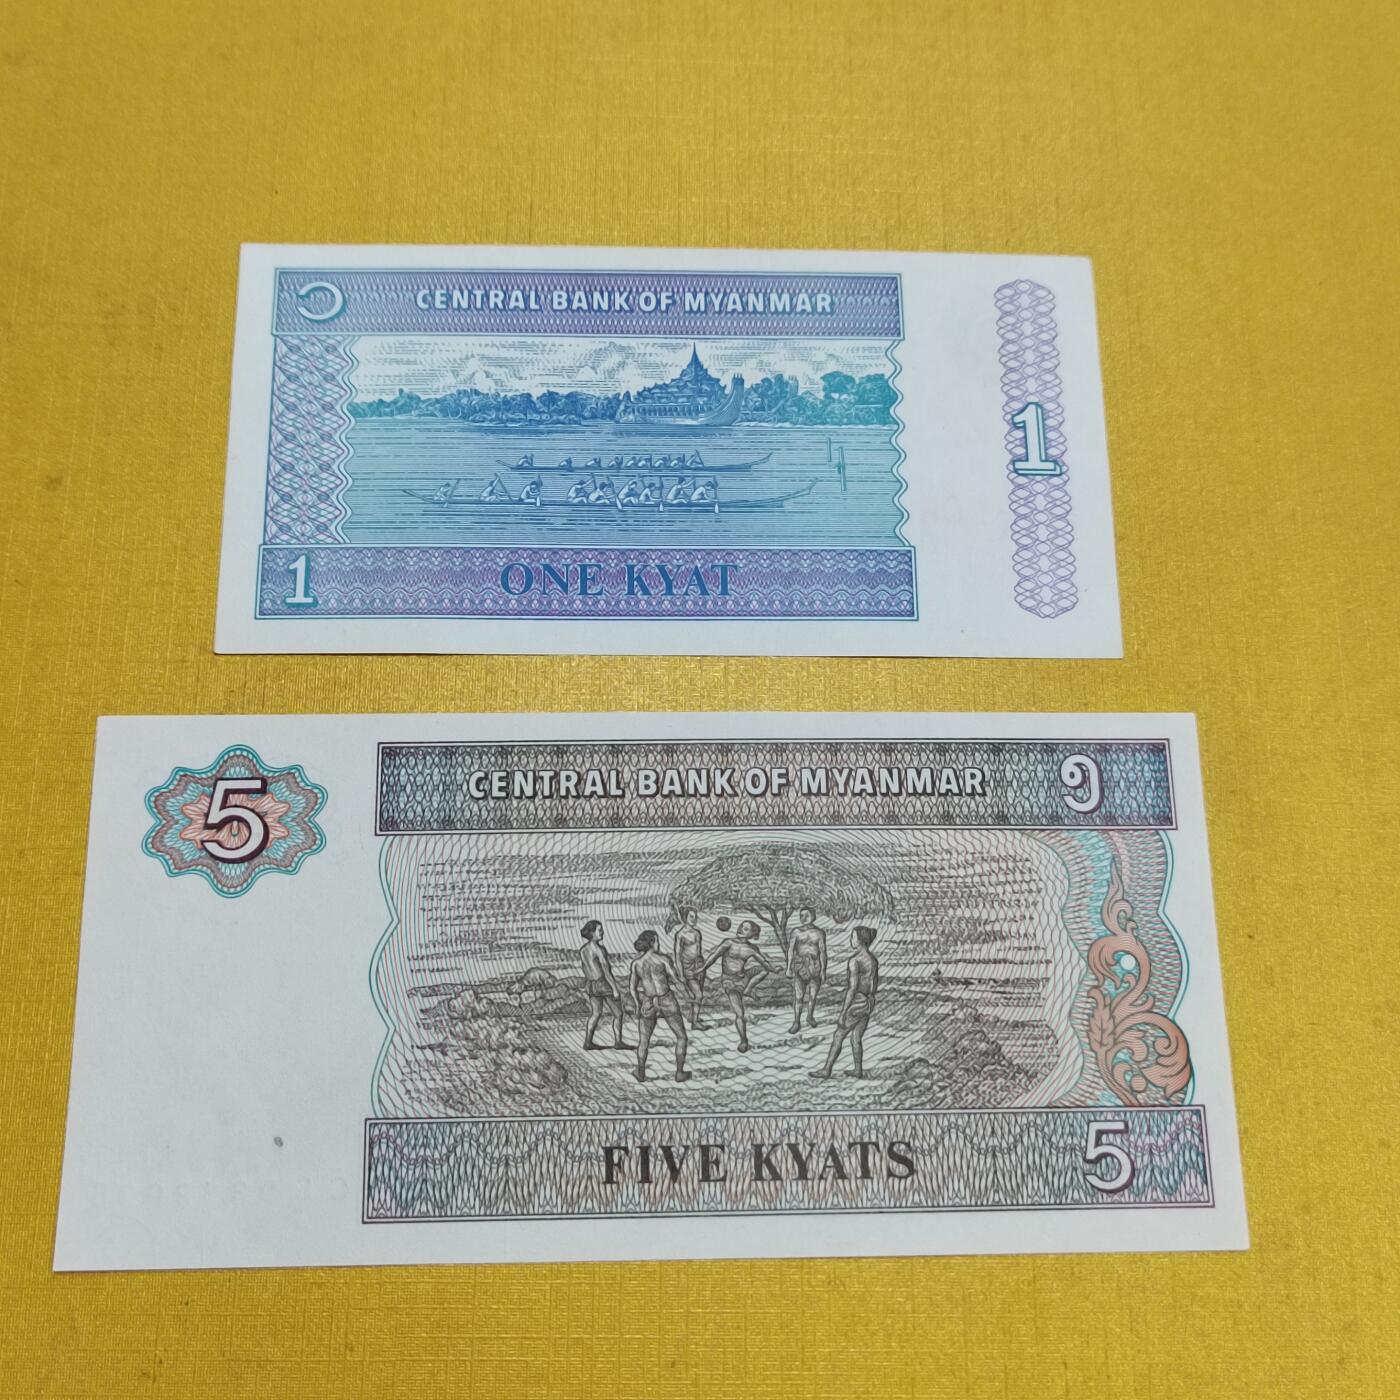 ၁ CENTRAL BANK OF MYANMAR
1
1 ONE KYAT
5 CENTRAL BANK OF MYANMAR ၅
FIVE KYATS 5